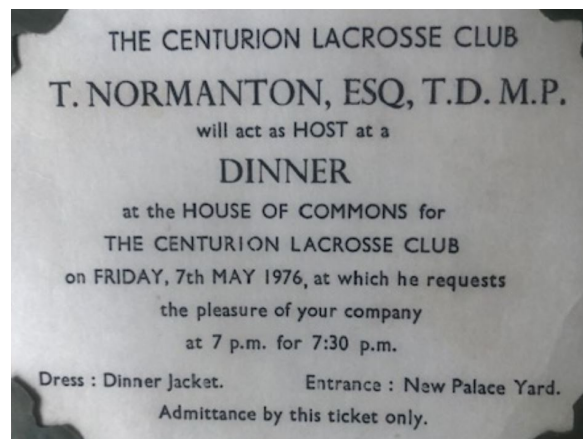 THE CENTURION LACROSSE CLUB
T. NORMANTON, ESQ, T.D. M.P.
will act as HOST at a
DINNER
at the HOUSE OF COMMONS for
THE CENTURION LACROSSE CLUB
on FRIDAY, 7th MAY 1976, at which he requests
the pleasure of your company
at 7 p.m. for 7:30 p.m.
Dress : Dinner Jacket. Entrance : New Palace Yard.
Admittance by this ticket only.